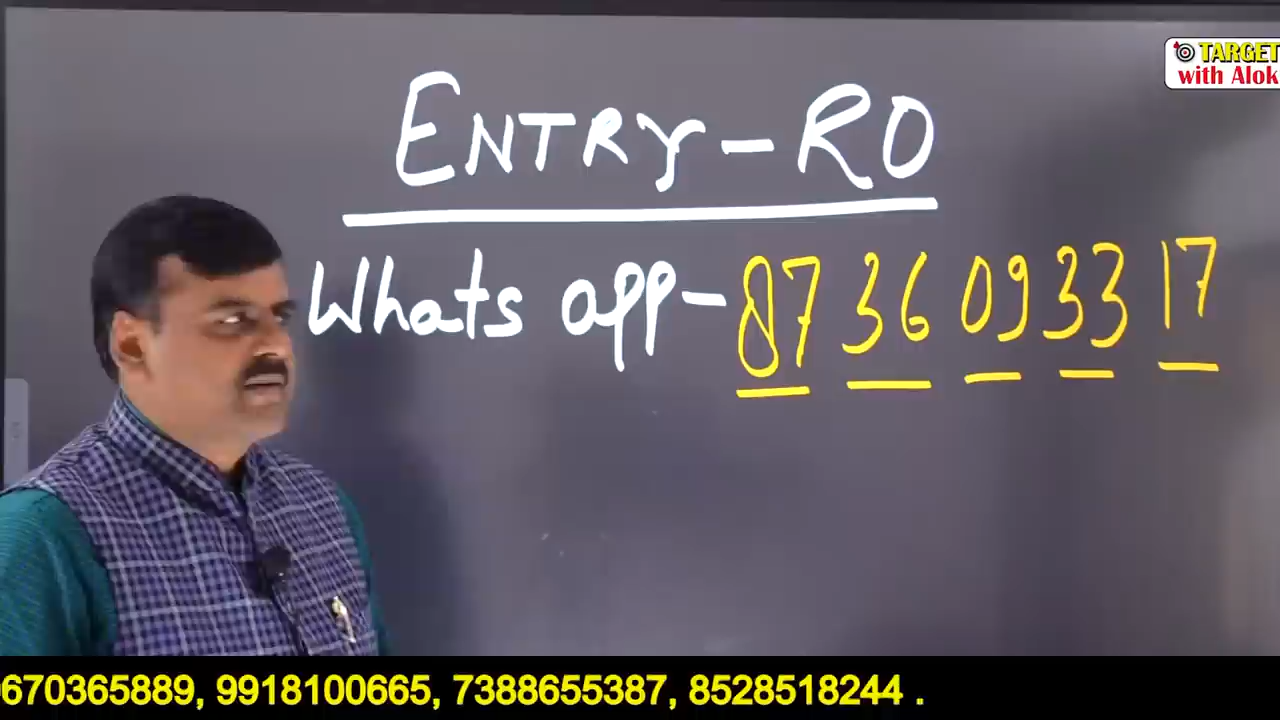 TARGET
with Alok
ENTRY-RO
Whats app-8736093317
670365889, 9918100665, 7388655387, 8528518244 .